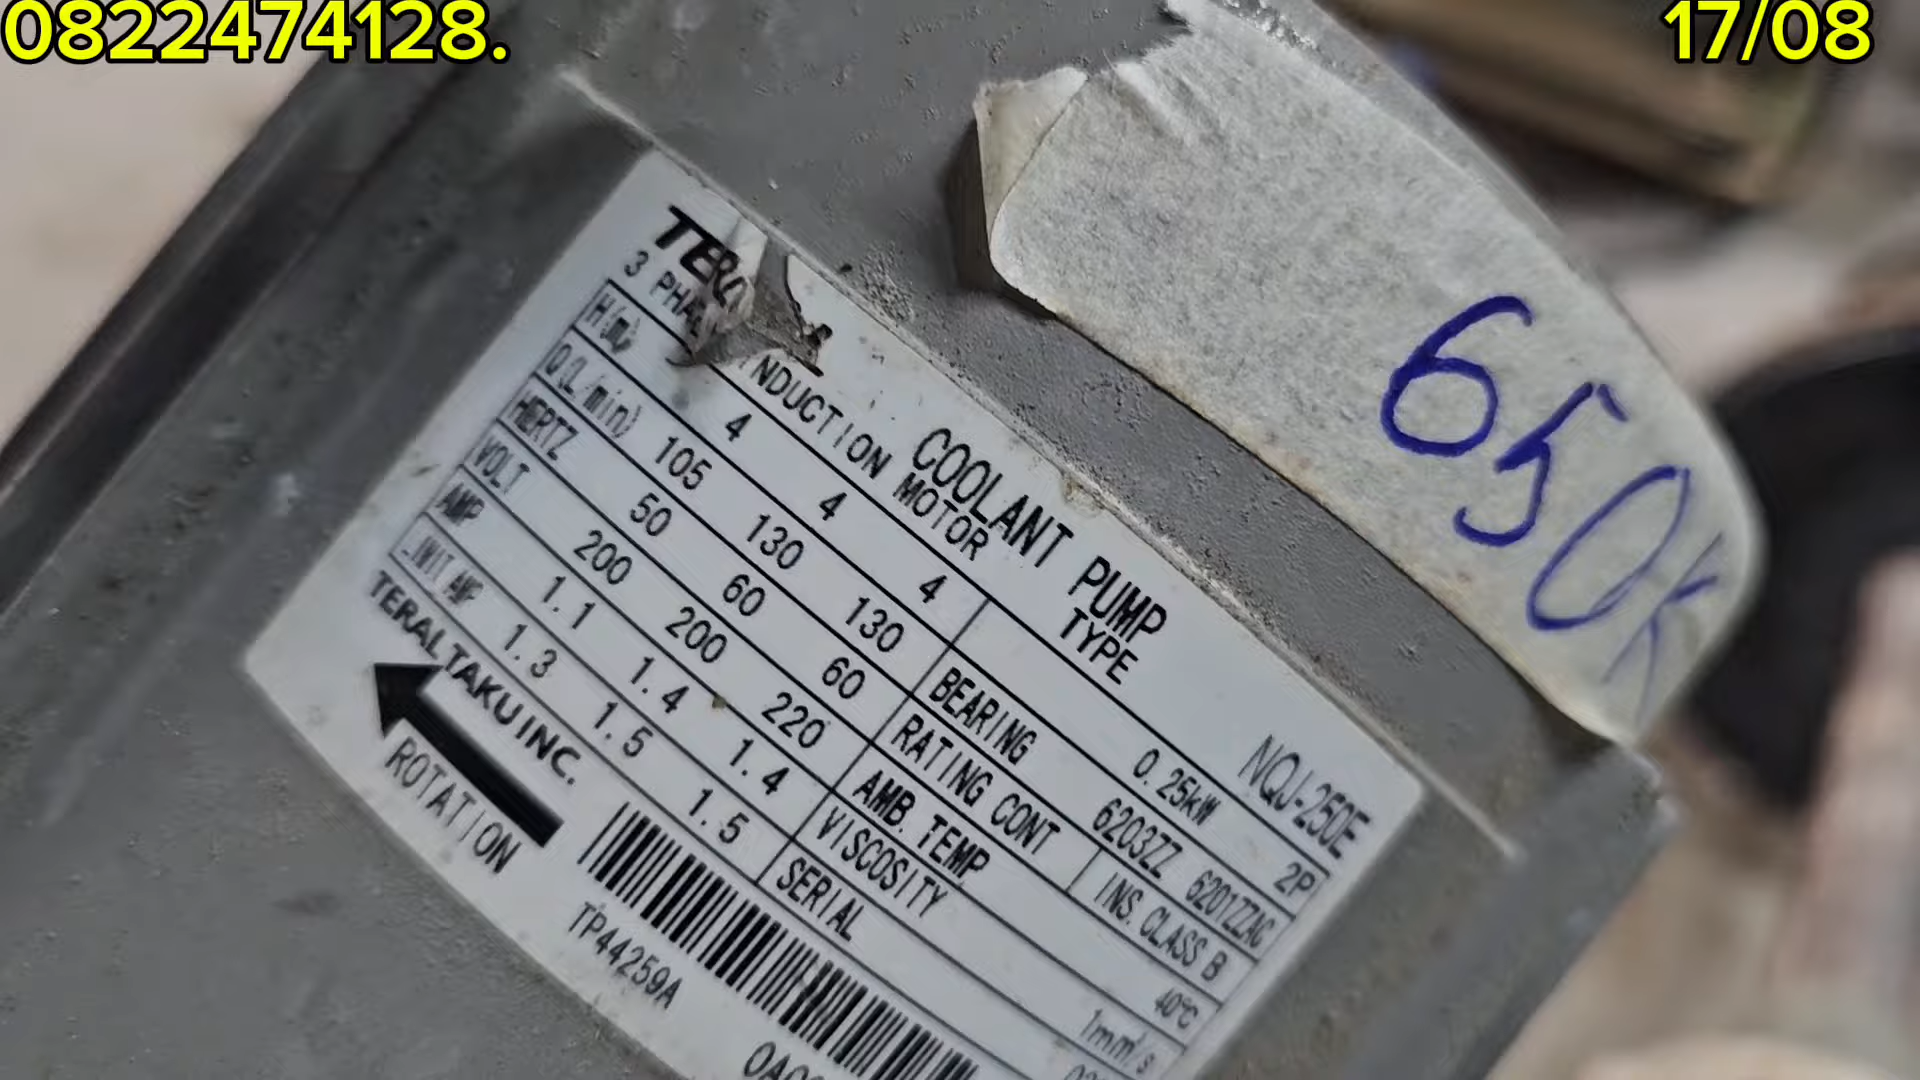 0822474128.
17/08
650K
COOLANT PUMP
3 INDUCTION MOTOR TYPE NQJ-250E
H(m) 4 4 4 0.25kW 2P
Q(L/min) 105 130 130 BEARING 6203ZZ 6201ZZAC
HERTZ 50 60 60 RATING CONT INS. CLASS B
VOLT 200 200 220 AMB. TEMP 40℃
AMP 1.1 1.4 1.4 VISCOSITY 1mm²/s
AMP 1.3 1.5 1.5 SERIAL
TERAL TAKU INC.
ROTATION
TP44259A